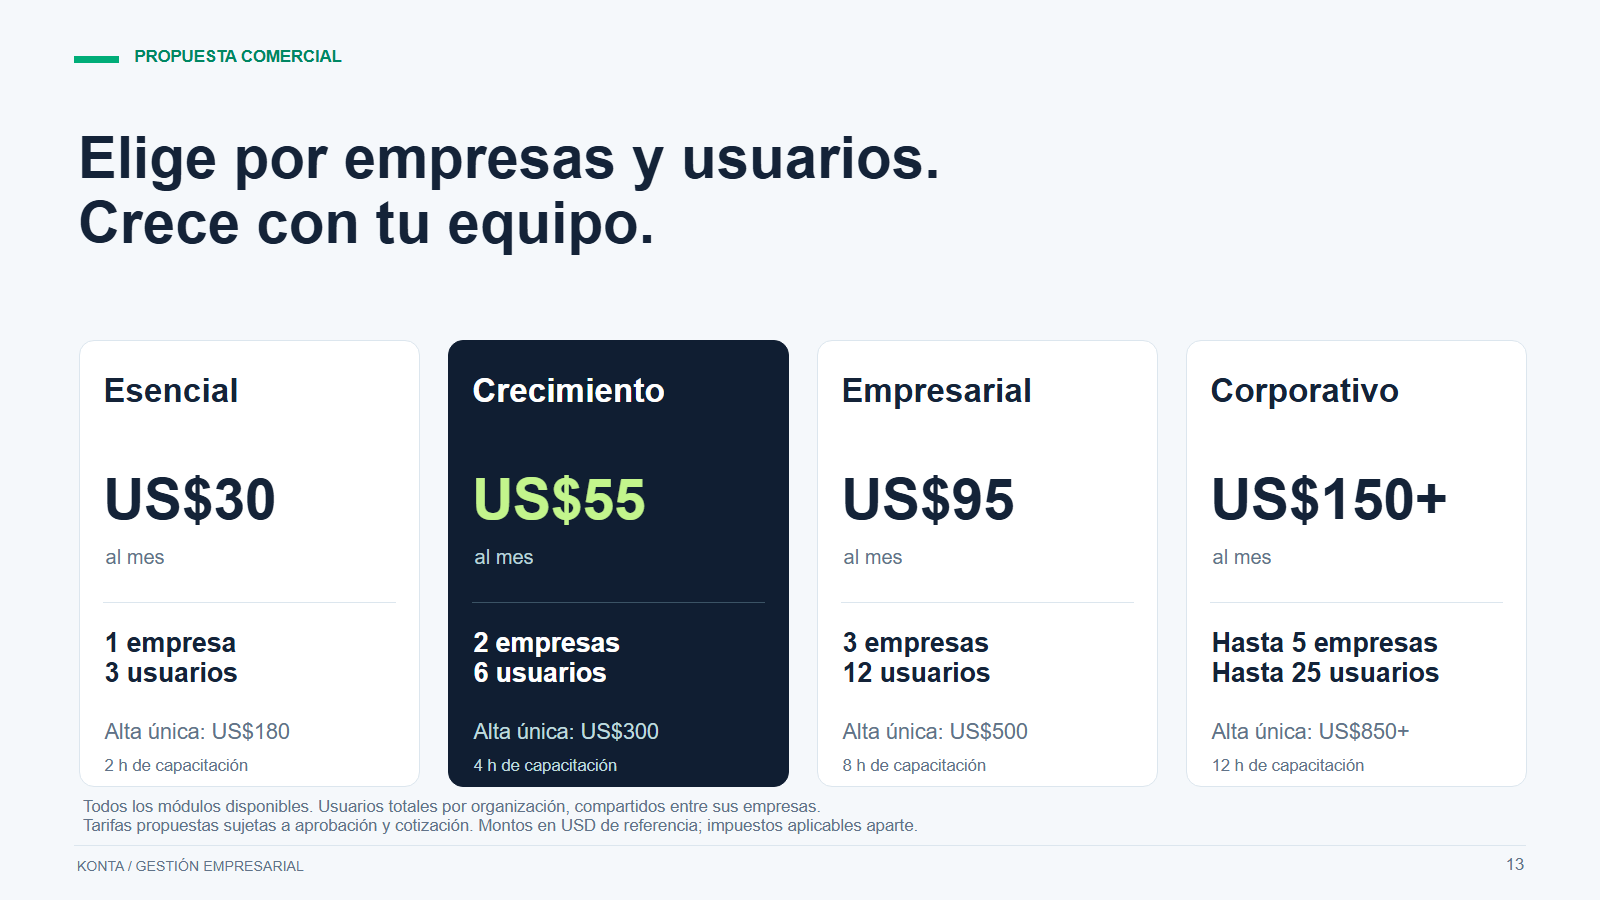 PROPUESTA COMERCIAL
Elige por empresas y usuarios.
Crece con tu equipo.
Esencial
US$30
al mes
1 empresa
3 usuarios
Alta única: US$180
2 h de capacitación
Crecimiento
US$55
al mes
2 empresas
6 usuarios
Alta única: US$300
4 h de capacitación
Empresarial
US$95
al mes
3 empresas
12 usuarios
Alta única: US$500
8 h de capacitación
Corporativo
US$150+
al mes
Hasta 5 empresas
Hasta 25 usuarios
Alta única: US$850+
12 h de capacitación
Todos los módulos disponibles. Usuarios totales por organización, compartidos entre sus empresas.
Tarifas propuestas sujetas a aprobación y cotización. Montos en USD de referencia; impuestos aplicables aparte.
KONTA / GESTIÓN EMPRESARIAL
13